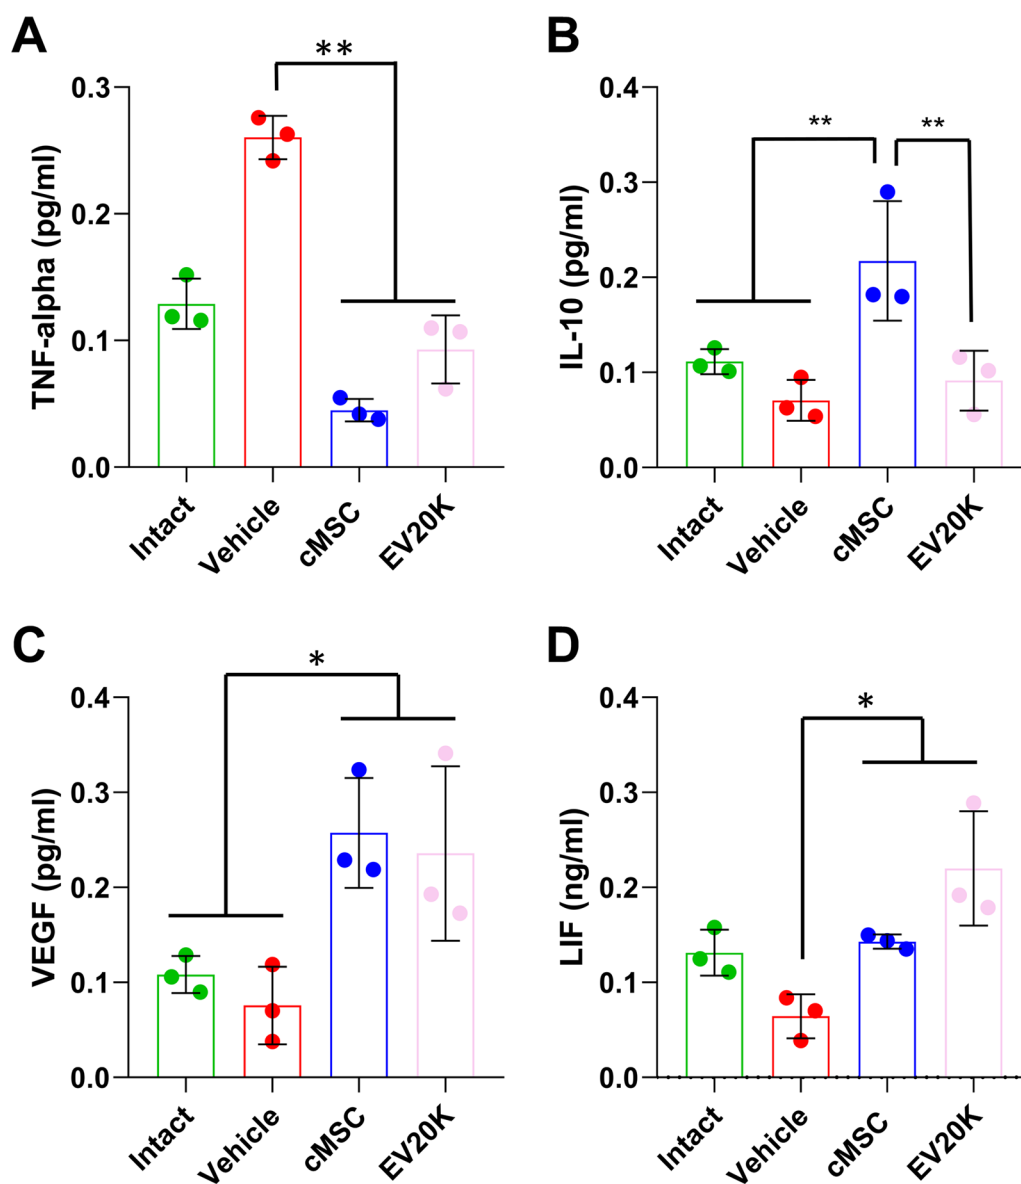 A
**
TNF-alpha (pg/ml)
0.3
0.2
0.1
0.0
Intact
Vehicle
cMSC
EV20K
B
**
**
IL-10 (pg/ml)
0.4
0.3
0.2
0.1
0.0
Intact
Vehicle
cMSC
EV20K
C
*
VEGF (pg/ml)
0.4
0.3
0.2
0.1
0.0
Intact
Vehicle
cMSC
EV20K
D
*
LIF (ng/ml)
0.4
0.3
0.2
0.1
0.0
Intact
Vehicle
cMSC
EV20K